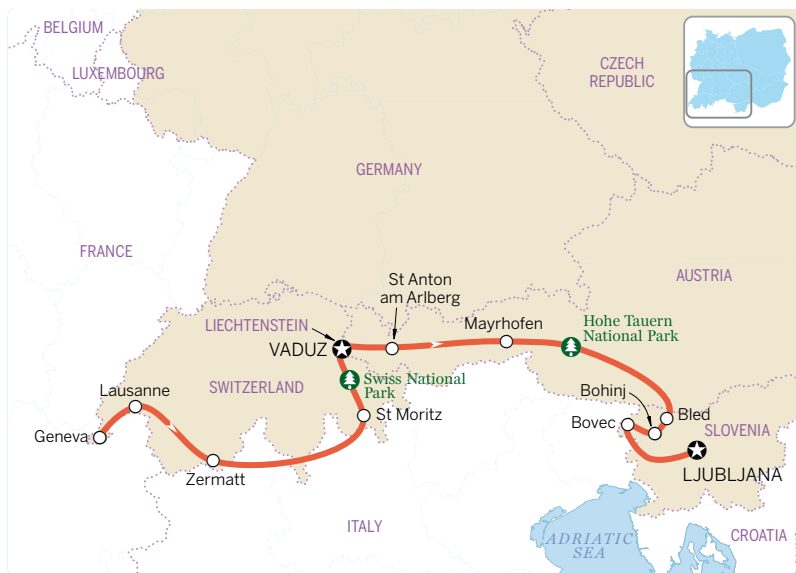 BELGIUM
LUXEMBOURG
CZECH
REPUBLIC
GERMANY
FRANCE
AUSTRIA
St Anton
am Arlberg
LIECHTENSTEIN
Mayrhofen
Hohe Tauern
National Park
VADUZ
Swiss National
Park
SWITZERLAND
Lausanne
Bohinj
St Moritz
Bovec
Bled
SLOVENIA
Geneva
LJUBLJANA
Zermatt
ITALY
ADRIATIC
SEA
CROATIA